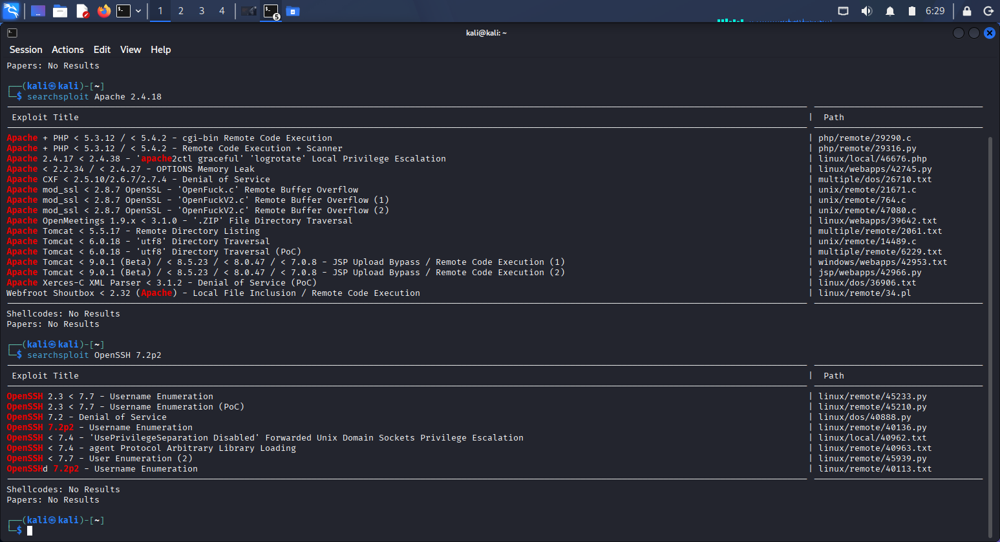 1 2 3 4 5 6:29
kali@kali: ~
Session Actions Edit View Help
Papers: No Results
┌──(kali㉿kali)-[~]
└─$ searchsploit Apache 2.4.18
Exploit Title | Path
Apache + PHP < 5.3.12 / < 5.4.2 - cgi-bin Remote Code Execution | php/remote/29290.c
Apache + PHP < 5.3.12 / < 5.4.2 - Remote Code Execution + Scanner | php/remote/29316.py
Apache 2.4.17 < 2.4.38 - 'apache2ctl graceful' 'logrotate' Local Privilege Escalation | linux/local/46676.php
Apache < 2.2.34 / < 2.4.27 - OPTIONS Memory Leak | linux/webapps/42745.py
Apache CXF < 2.5.10/2.6.7/2.7.4 - Denial of Service | multiple/dos/26710.txt
Apache mod_ssl < 2.8.7 OpenSSL - 'OpenFuck.c' Remote Buffer Overflow | unix/remote/21671.c
Apache mod_ssl < 2.8.7 OpenSSL - 'OpenFuckV2.c' Remote Buffer Overflow (1) | unix/remote/764.c
Apache mod_ssl < 2.8.7 OpenSSL - 'OpenFuckV2.c' Remote Buffer Overflow (2) | unix/remote/47080.c
Apache OpenMeetings 1.9.x < 3.1.0 - '.ZIP' File Directory Traversal | linux/webapps/39642.txt
Apache Tomcat < 5.5.17 - Remote Directory Listing | multiple/remote/2061.txt
Apache Tomcat < 6.0.18 - 'utf8' Directory Traversal | unix/remote/14489.c
Apache Tomcat < 6.0.18 - 'utf8' Directory Traversal (PoC) | multiple/remote/6229.txt
Apache Tomcat < 9.0.1 (Beta) / < 8.5.23 / < 8.0.47 / < 7.0.8 - JSP Upload Bypass / Remote Code Execution (1) | windows/webapps/42953.txt
Apache Tomcat < 9.0.1 (Beta) / < 8.5.23 / < 8.0.47 / < 7.0.8 - JSP Upload Bypass / Remote Code Execution (2) | jsp/webapps/42966.py
Apache Xerces-C XML Parser < 3.1.2 - Denial of Service (PoC) | linux/dos/36906.txt
Webfroot Shoutbox < 2.32 (Apache) - Local File Inclusion / Remote Code Execution | linux/remote/34.pl
Shellcodes: No Results
Papers: No Results
┌──(kali㉿kali)-[~]
└─$ searchsploit OpenSSH 7.2p2
Exploit Title | Path
OpenSSH 2.3 < 7.7 - Username Enumeration | linux/remote/45233.py
OpenSSH 2.3 < 7.7 - Username Enumeration (PoC) | linux/remote/45210.py
OpenSSH 7.2 - Denial of Service | linux/dos/40888.py
OpenSSH 7.2p2 - Username Enumeration | linux/remote/40136.py
OpenSSH < 7.4 - 'UsePrivilegeSeparation Disabled' Forwarded Unix Domain Sockets Privilege Escalation | linux/local/40962.txt
OpenSSH < 7.4 - agent Protocol Arbitrary Library Loading | linux/remote/40963.txt
OpenSSH < 7.7 - User Enumeration (2) | linux/remote/45939.py
OpenSSHd 7.2p2 - Username Enumeration | linux/remote/40113.txt
Shellcodes: No Results
Papers: No Results
┌──(kali㉿kali)-[~]
└─$